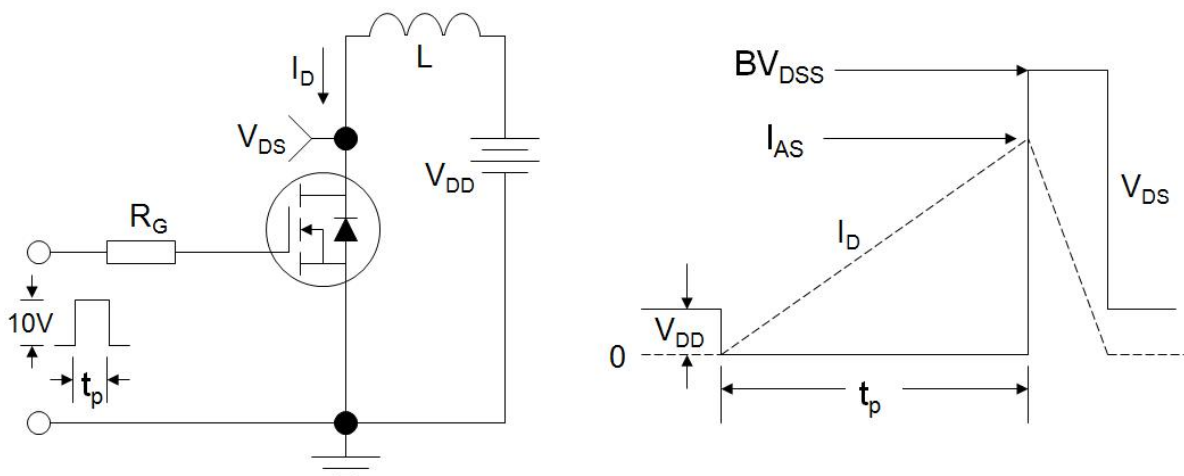 I_D
L
V_DS
V_DD
R_G
10V
t_p
BV_DSS
I_AS
V_DS
I_D
V_DD
0
t_p